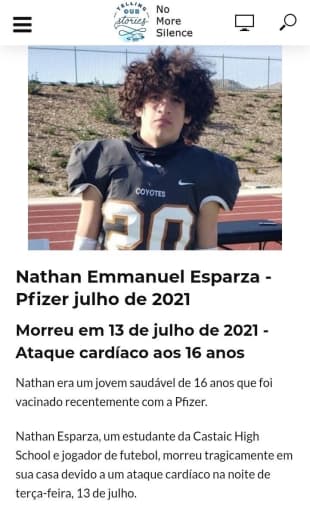 TELLING
OUR
stories
No
More
Silence
COYOTES
20
Nathan Emmanuel Esparza -
Pfizer julho de 2021
Morreu em 13 de julho de 2021 -
Ataque cardíaco aos 16 anos
Nathan era um jovem saudável de 16 anos que foi
vacinado recentemente com a Pfizer.
Nathan Esparza, um estudante da Castaic High
School e jogador de futebol, morreu tragicamente em
sua casa devido a um ataque cardíaco na noite de
terça-feira, 13 de julho.